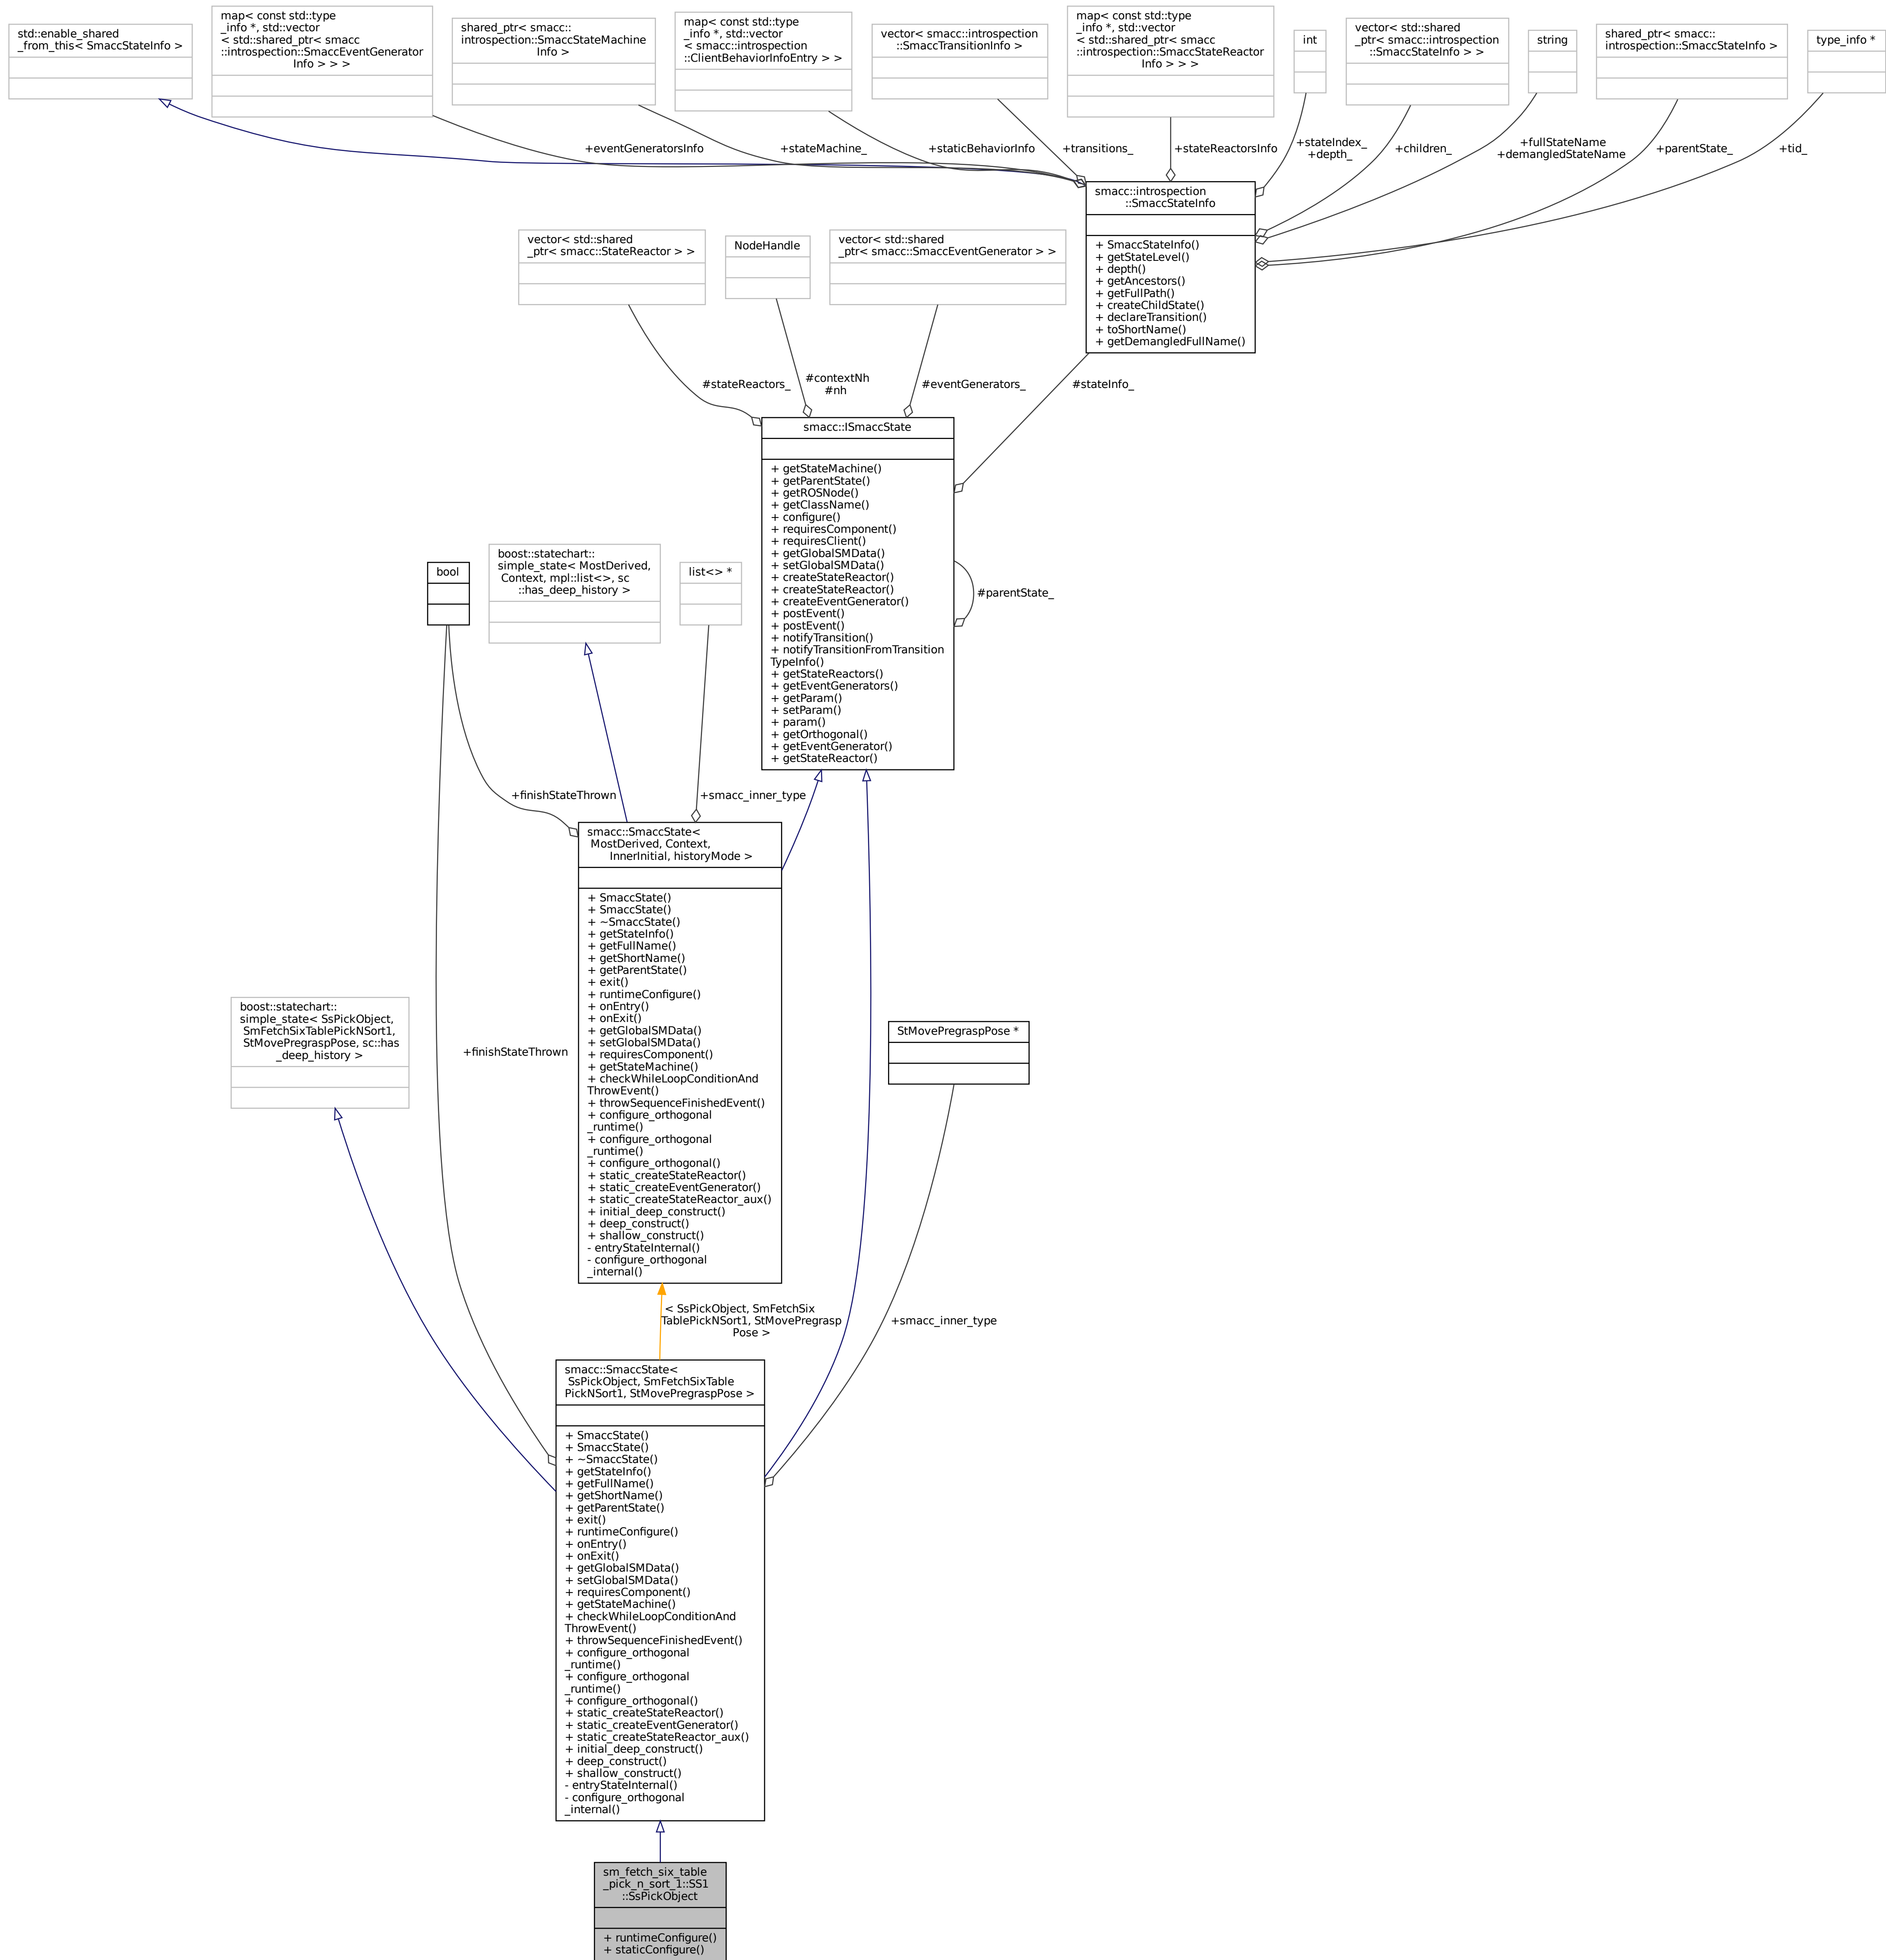 std::enable_shared
_from_this< SmaccStateInfo >
map< const std::type
_info *, std::vector
< std::shared_ptr< smacc
::introspection::SmaccEventGenerator
Info > > >
shared_ptr< smacc::
introspection::SmaccStateMachine
Info >
map< const std::type
_info *, std::vector
< smacc::introspection
::ClientBehaviorInfoEntry > >
vector< smacc::introspection
::SmaccTransitionInfo >
map< const std::type
_info *, std::vector
< std::shared_ptr< smacc
::introspection::SmaccStateReactor
Info > > >
int
vector< std::shared
_ptr< smacc::introspection
::SmaccStateInfo > >
string
shared_ptr< smacc::
introspection::SmaccStateInfo >
type_info *
+eventGeneratorsInfo
+stateMachine_
+staticBehaviorInfo
+transitions_
+stateReactorsInfo
+stateIndex_
+depth_
+children_
+fullStateName
+demangledStateName
+parentState_
+tid_
smacc::introspection
::SmaccStateInfo
+ SmaccStateInfo()
+ getStateLevel()
+ depth()
+ getAncestors()
+ getFullPath()
+ createChildState()
+ declareTransition()
+ toShortName()
+ getDemangledFullName()
vector< std::shared
_ptr< smacc::StateReactor > >
NodeHandle
vector< std::shared
_ptr< smacc::SmaccEventGenerator > >
#stateReactors_
#contextNh
#nh
#eventGenerators_
#stateInfo_
smacc::ISmaccState
+ getStateMachine()
+ getParentState()
+ getROSNode()
+ getClassName()
+ configure()
+ requiresComponent()
+ requiresClient()
+ getGlobalSMData()
+ setGlobalSMData()
+ createStateReactor()
+ createStateReactor()
+ createEventGenerator()
+ postEvent()
+ postEvent()
+ notifyTransition()
+ notifyTransitionFromTransition
TypeInfo()
+ getStateReactors()
+ getEventGenerators()
+ getParam()
+ setParam()
+ param()
+ getOrthogonal()
+ getEventGenerator()
+ getStateReactor()
#parentState_
bool
boost::statechart::
simple_state< MostDerived,
Context, mpl::list<>, sc
::has_deep_history >
list<> *
+finishStateThrown
+smacc_inner_type
smacc::SmaccState<
MostDerived, Context,
InnerInitial, historyMode >
+ SmaccState()
+ SmaccState()
+ ~SmaccState()
+ getStateInfo()
+ getFullName()
+ getShortName()
+ getParentState()
+ exit()
+ runtimeConfigure()
+ onEntry()
+ onExit()
+ getGlobalSMData()
+ setGlobalSMData()
+ requiresComponent()
+ getStateMachine()
+ checkWhileLoopConditionAnd
ThrowEvent()
+ throwSequenceFinishedEvent()
+ configure_orthogonal
_runtime()
+ configure_orthogonal
_runtime()
+ configure_orthogonal()
+ static_createStateReactor()
+ static_createEventGenerator()
+ static_createStateReactor_aux()
+ initial_deep_construct()
+ deep_construct()
+ shallow_construct()
- entryStateInternal()
- configure_orthogonal
_internal()
boost::statechart::
simple_state< SsPickObject,
SmFetchSixTablePickNSort1,
StMovePregraspPose, sc::has
_deep_history >
+finishStateThrown
StMovePregraspPose *
< SsPickObject, SmFetchSix
TablePickNSort1, StMovePregrasp
Pose >
+smacc_inner_type
smacc::SmaccState<
SsPickObject, SmFetchSixTable
PickNSort1, StMovePregraspPose >
+ SmaccState()
+ SmaccState()
+ ~SmaccState()
+ getStateInfo()
+ getFullName()
+ getShortName()
+ getParentState()
+ exit()
+ runtimeConfigure()
+ onEntry()
+ onExit()
+ getGlobalSMData()
+ setGlobalSMData()
+ requiresComponent()
+ getStateMachine()
+ checkWhileLoopConditionAnd
ThrowEvent()
+ throwSequenceFinishedEvent()
+ configure_orthogonal
_runtime()
+ configure_orthogonal
_runtime()
+ configure_orthogonal()
+ static_createStateReactor()
+ static_createEventGenerator()
+ static_createStateReactor_aux()
+ initial_deep_construct()
+ deep_construct()
+ shallow_construct()
- entryStateInternal()
- configure_orthogonal
_internal()
sm_fetch_six_table
_pick_n_sort_1::SS1
::SsPickObject
+ runtimeConfigure()
+ staticConfigure()